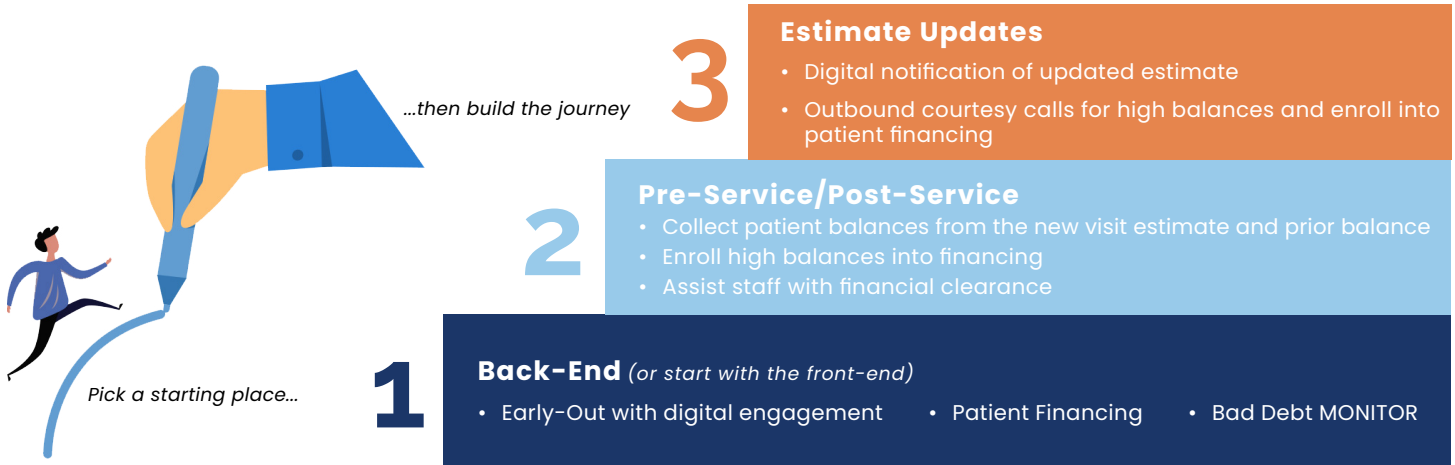 3
Estimate Updates
• Digital notification of updated estimate
• Outbound courtesy calls for high balances and enroll into
patient financing
...then build the journey
2
Pre-Service/Post-Service
• Collect patient balances from the new visit estimate and prior balance
• Enroll high balances into financing
• Assist staff with financial clearance
Pick a starting place...
1
Back-End (or start with the front-end)
• Early-Out with digital engagement • Patient Financing • Bad Debt MONITOR